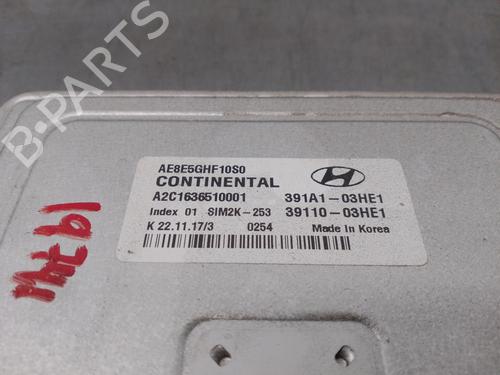 AE8E5GHF10S0
CONTINENTAL
A2C1636510001 391A1-03HE1
Index 01 SIM2K-253 39110-03HE1
K 22.11.17/3 0254 Made In Korea
B-PARTS